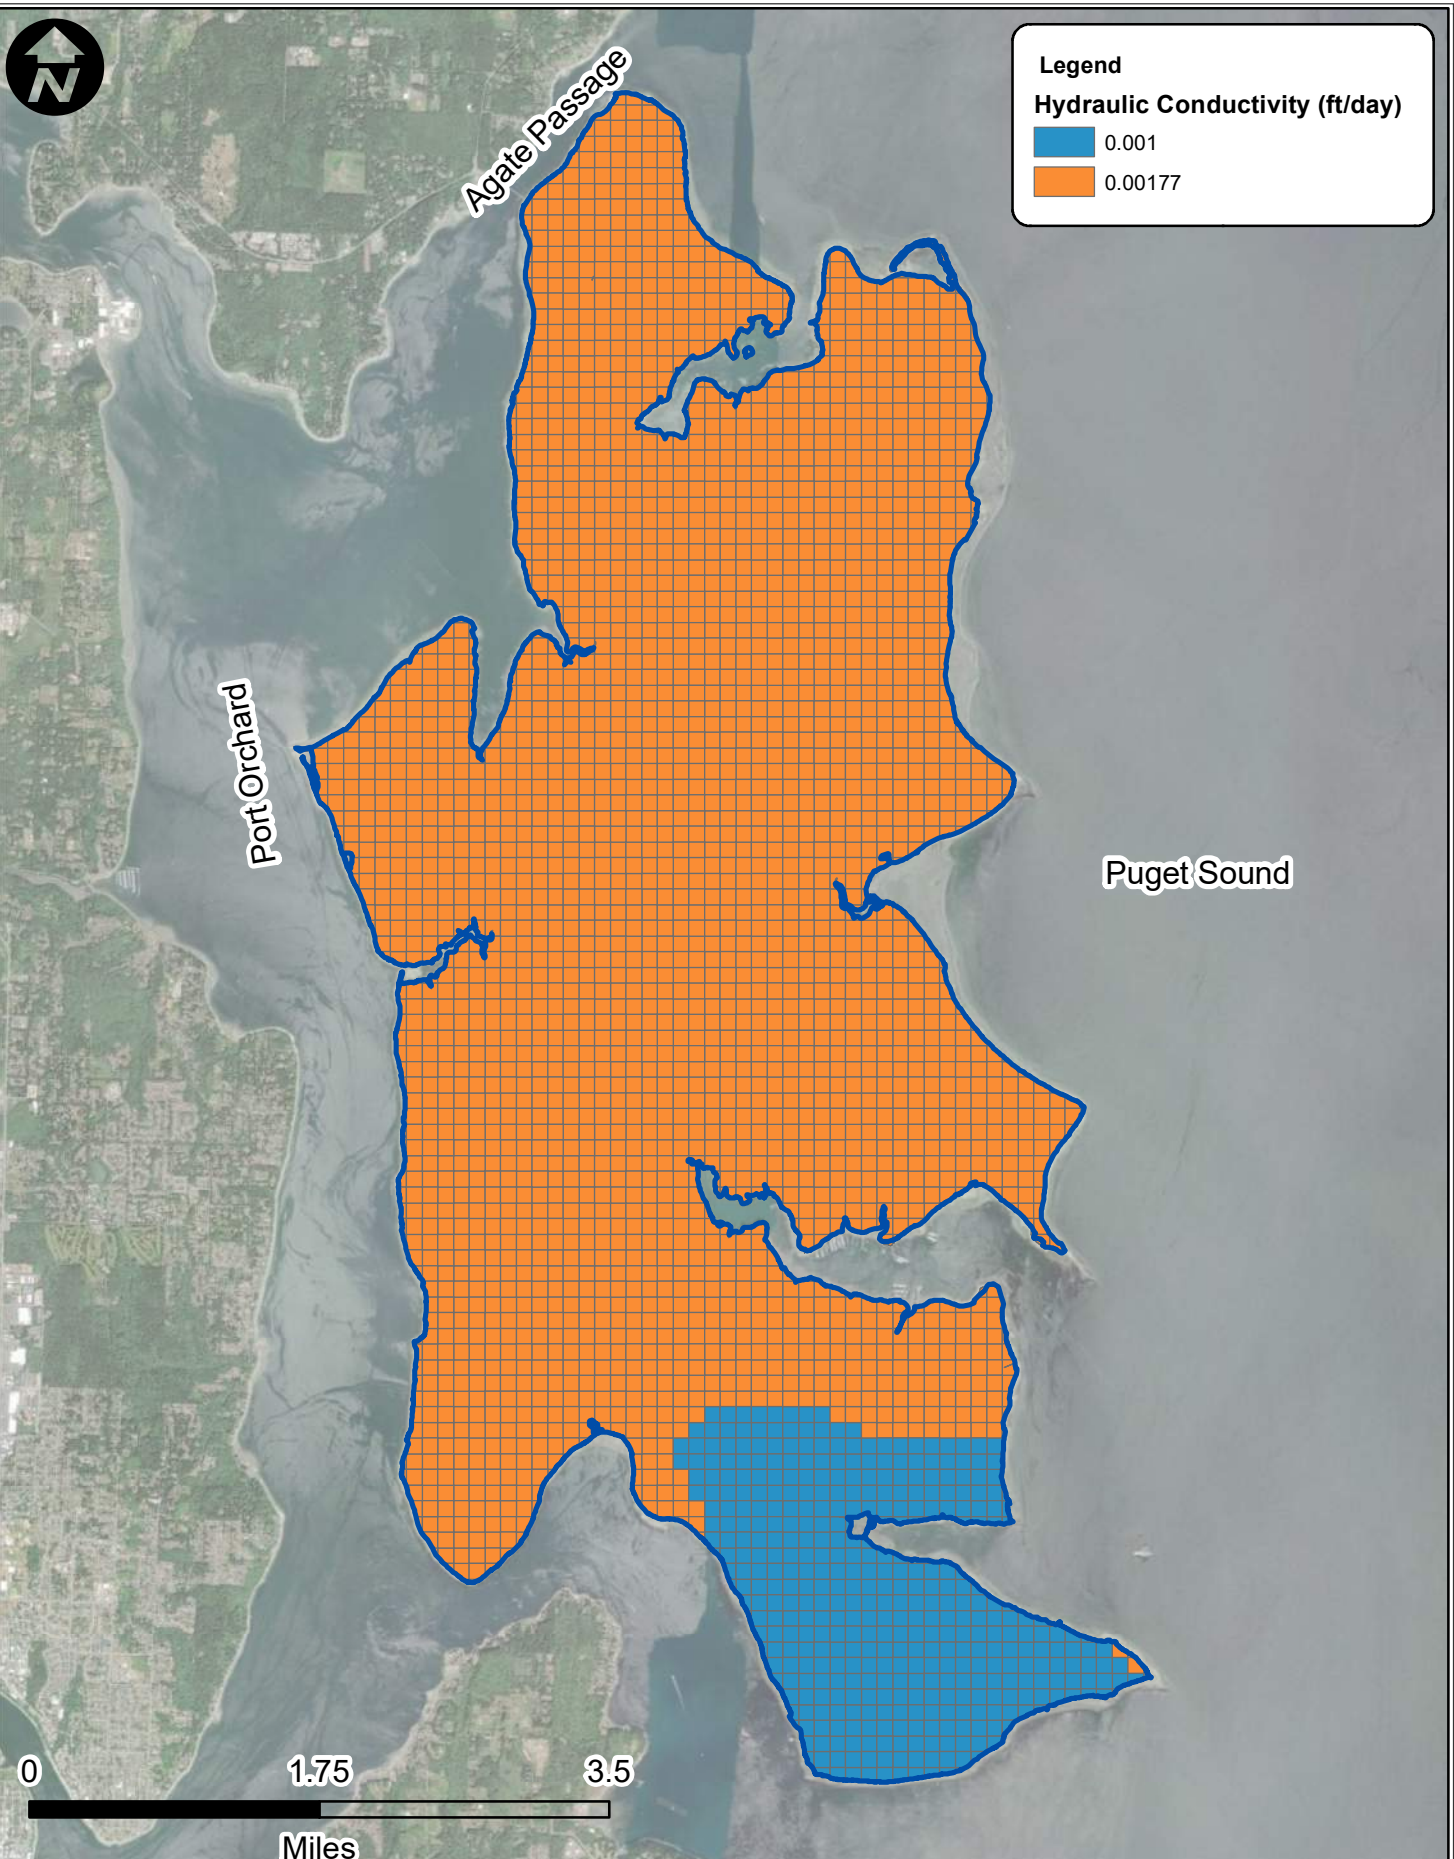 N
Agate Passage
Legend
Hydraulic Conductivity (ft/day)
0.001
0.00177
Port Orchard
Puget Sound
0 1.75 3.5
Miles